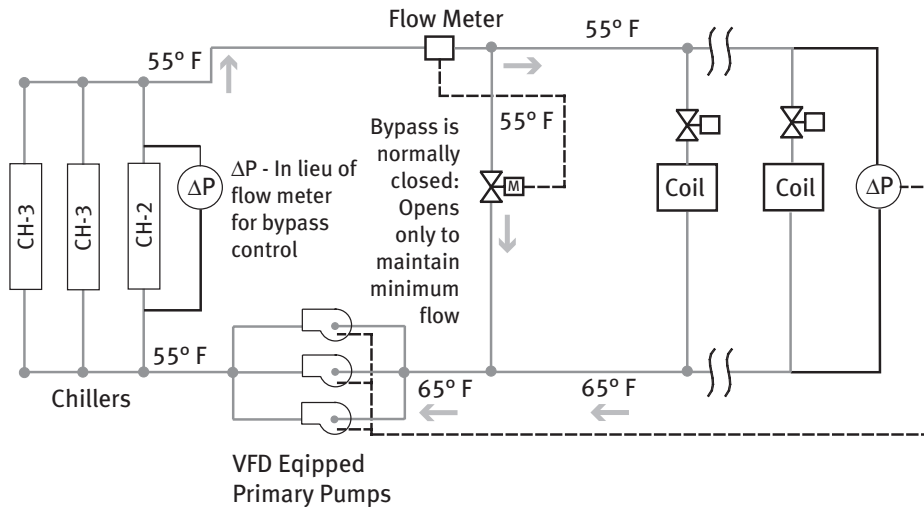 Flow Meter
55° F
55° F
55° F
Bypass is
normally
closed:
Opens
only to
maintain
minimum
flow
M
ΔP - In lieu of
flow meter
for bypass
control
ΔP
CH-3
CH-3
CH-2
Coil
Coil
ΔP
55° F
65° F
65° F
Chillers
VFD Eqipped
Primary Pumps